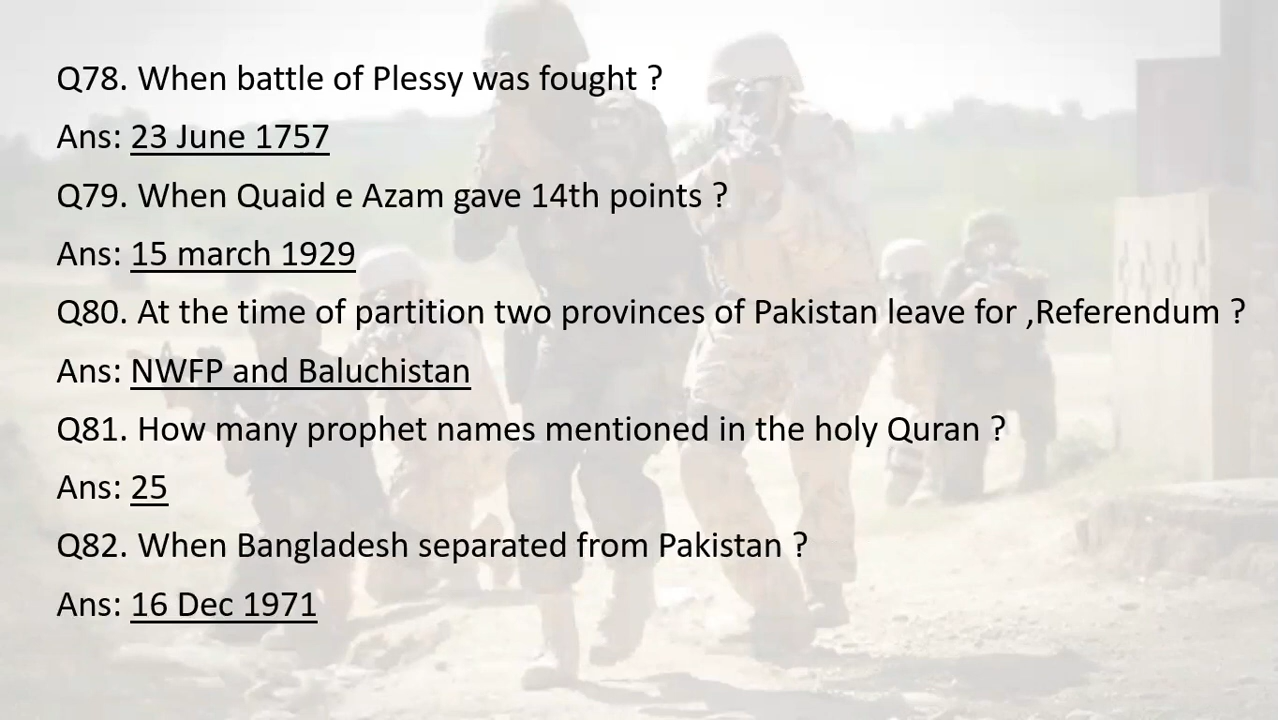 Q78. When battle of Plessy was fought ?
Ans: 23 June 1757
Q79. When Quaid e Azam gave 14th points ?
Ans: 15 march 1929
Q80. At the time of partition two provinces of Pakistan leave for ,Referendum ?
Ans: NWFP and Baluchistan
Q81. How many prophet names mentioned in the holy Quran ?
Ans: 25
Q82. When Bangladesh separated from Pakistan ?
Ans: 16 Dec 1971